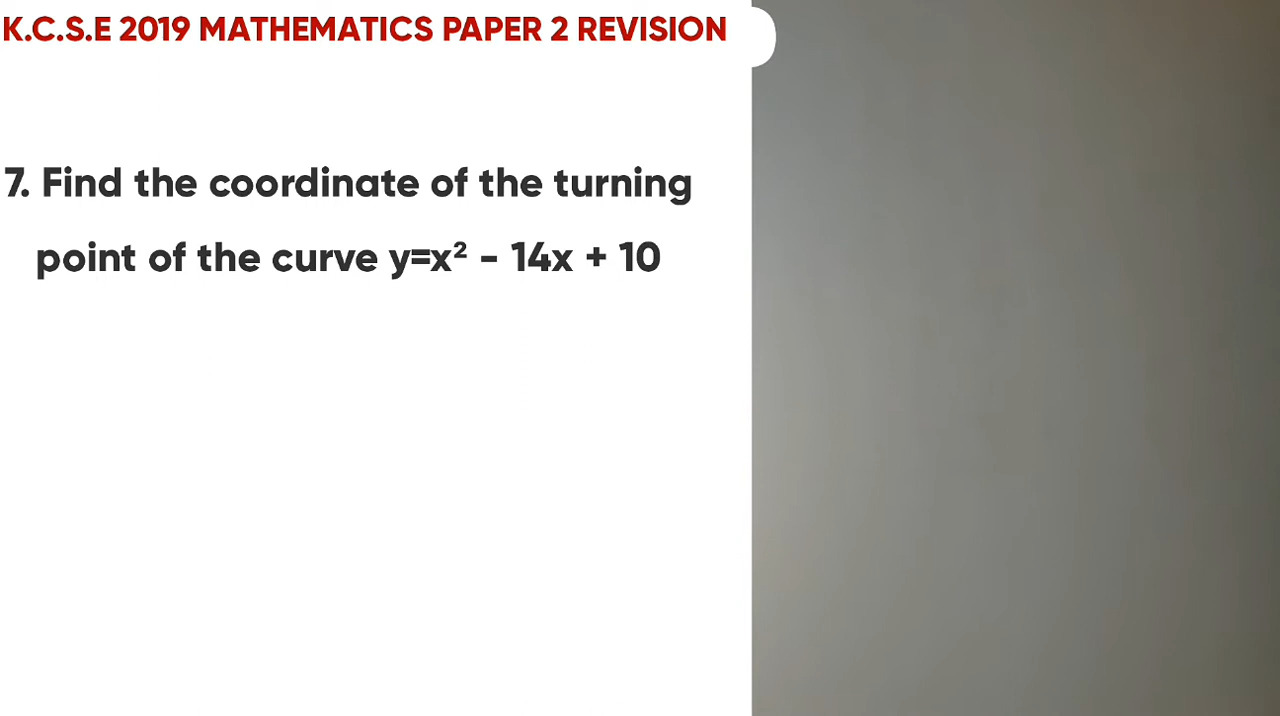 K.C.S.E 2019 MATHEMATICS PAPER 2 REVISION
7. Find the coordinate of the turning
point of the curve y=x² - 14x + 10